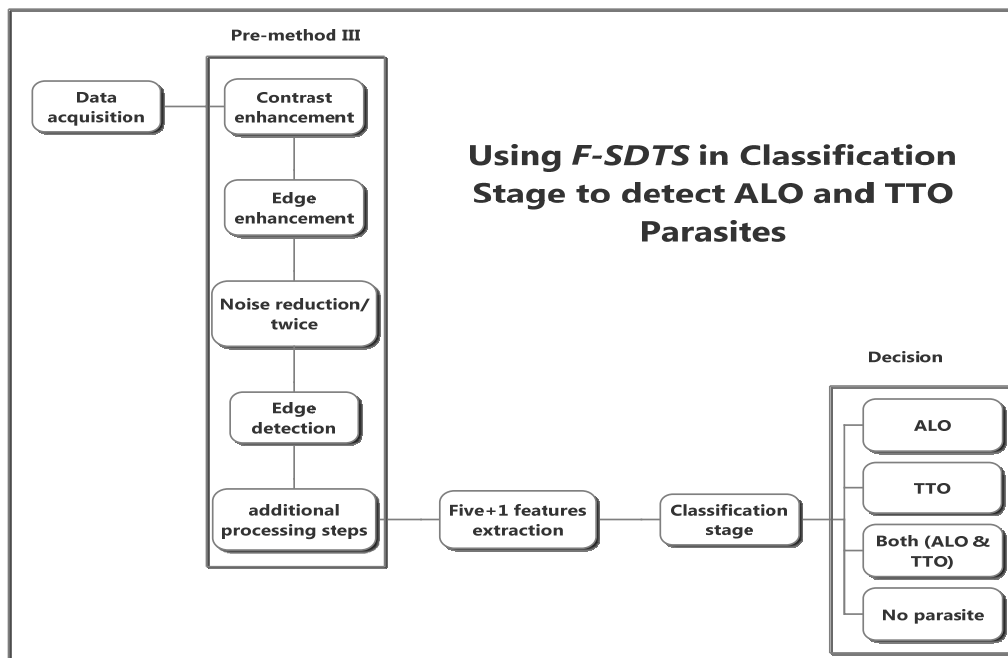 Pre-method III
Data
acquisition
Contrast
enhancement
Using F-SDTS in Classification
Stage to detect ALO and TTO
Parasites
Edge
enhancement
Noise reduction/
twice
Edge
detection
additional
processing steps
Five+1 features
extraction
Classification
stage
Decision
ALO
TTO
Both (ALO &
TTO)
No parasite